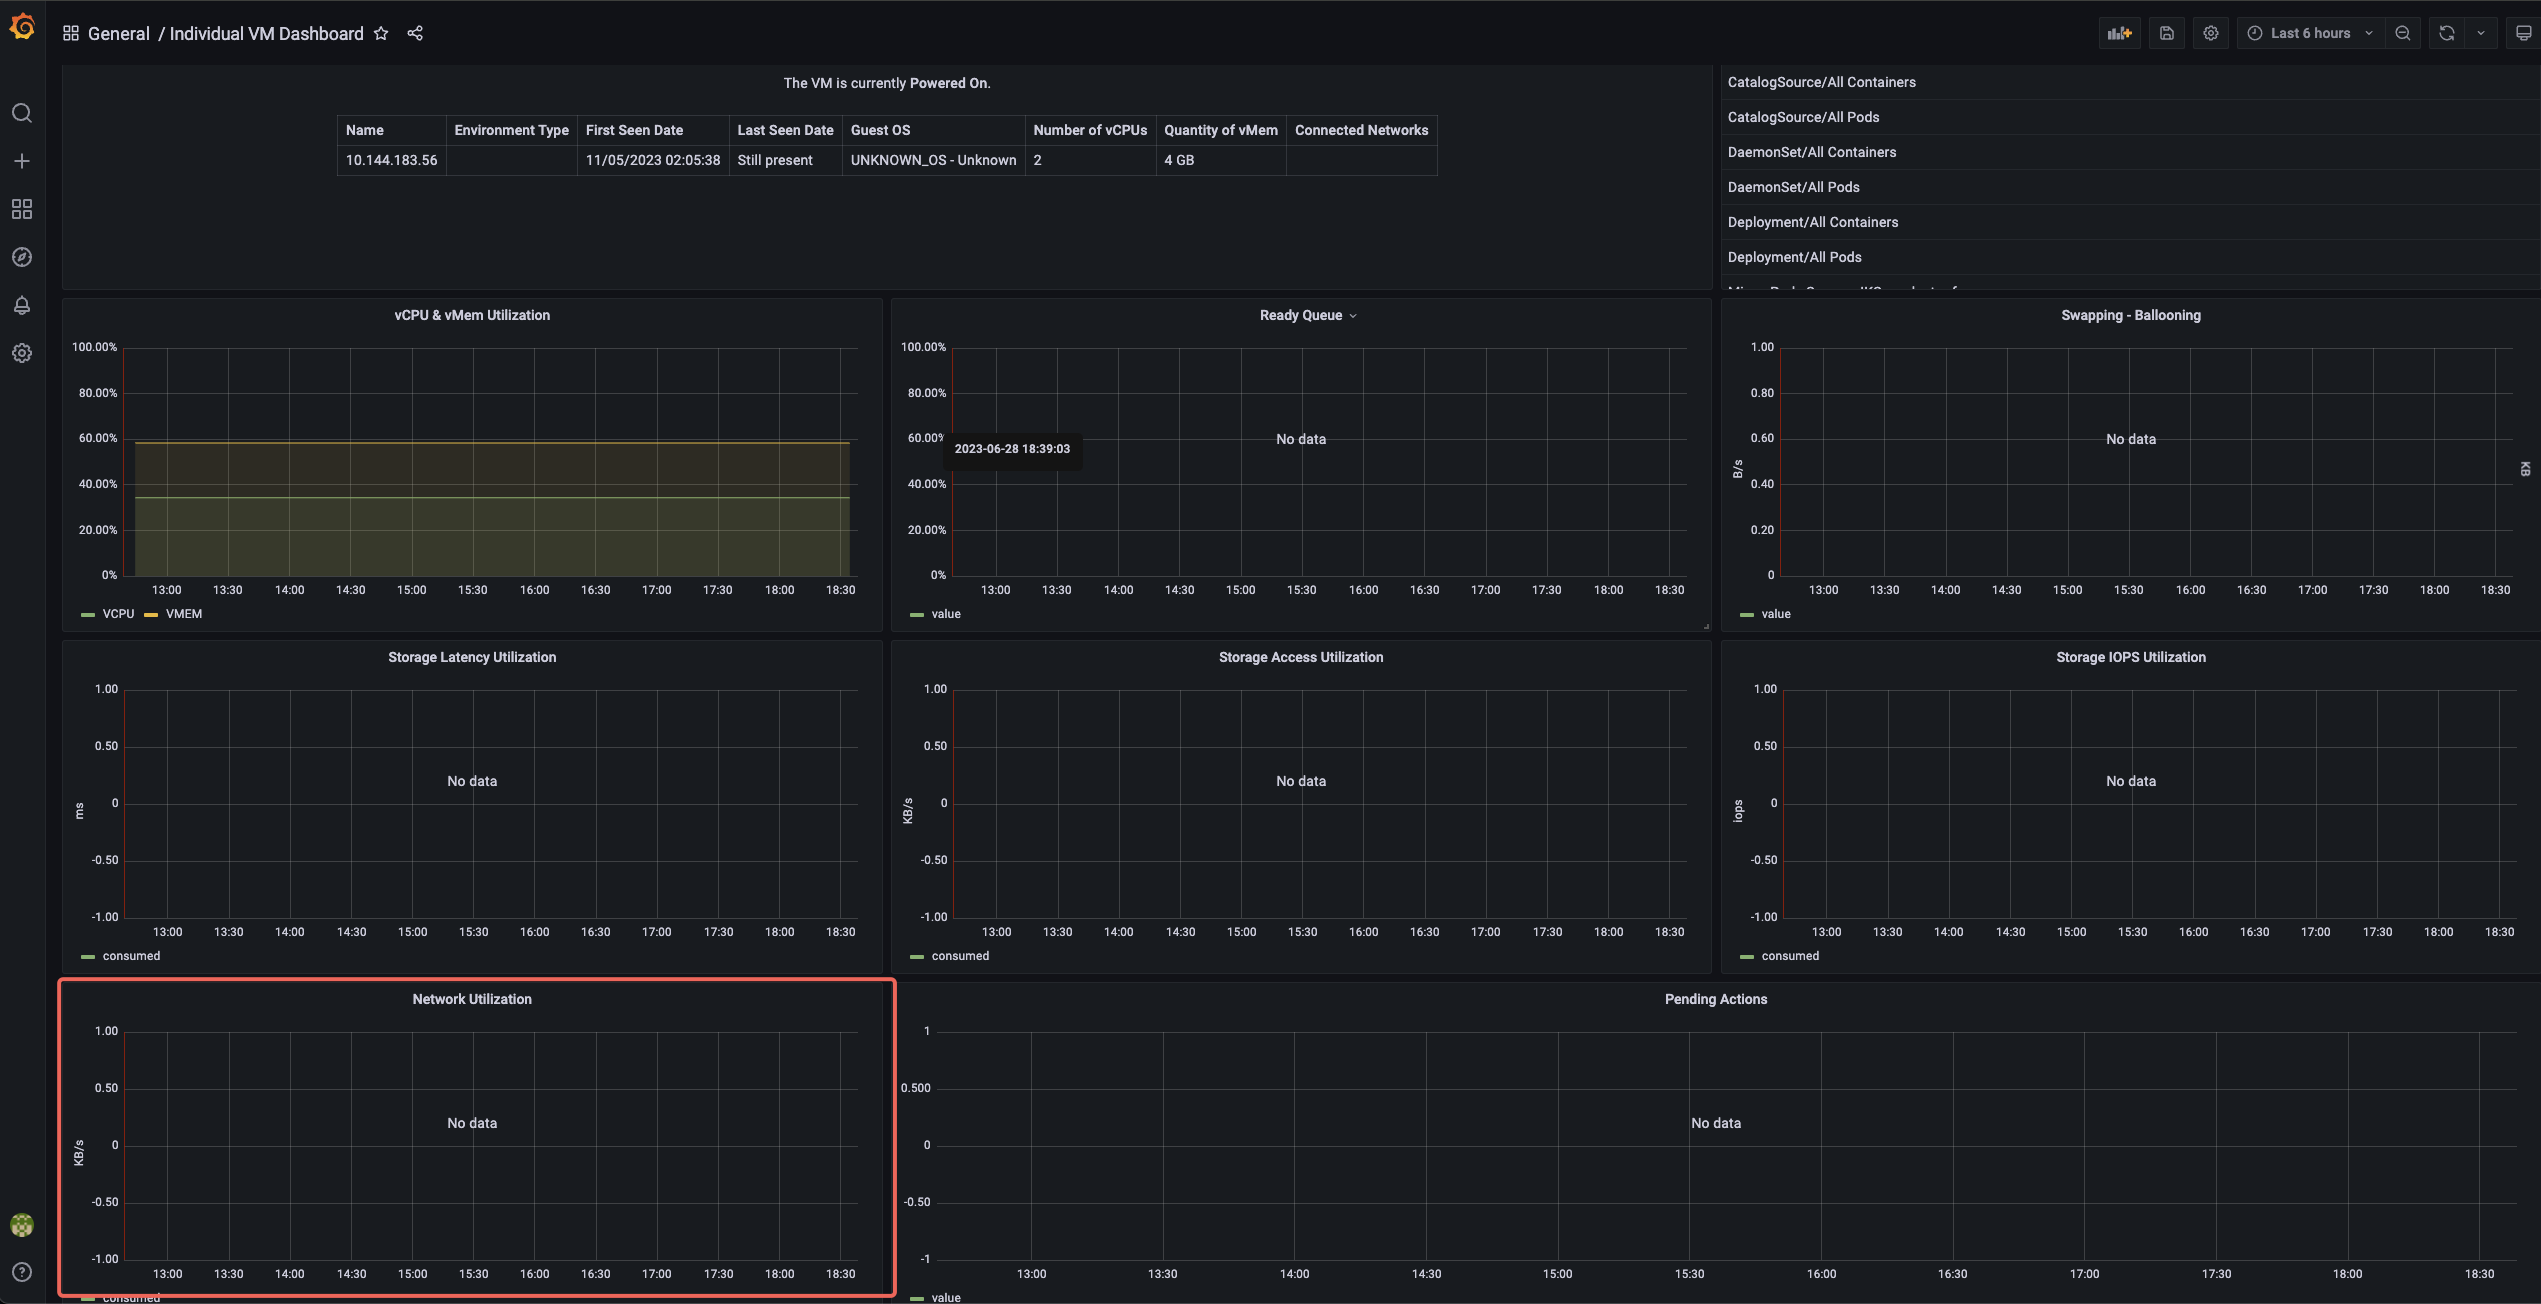 General / Individual VM Dashboard
Last 6 hours
The VM is currently Powered On.
Name Environment Type First Seen Date Last Seen Date Guest OS Number of vCPUs Quantity of vMem Connected Networks
10.144.183.56 11/05/2023 02:05:38 Still present UNKNOWN_OS - Unknown 2 4 GB
CatalogSource/All Containers
CatalogSource/All Pods
DaemonSet/All Containers
DaemonSet/All Pods
Deployment/All Containers
Deployment/All Pods
vCPU & vMem Utilization
100.00%
80.00%
60.00%
40.00%
20.00%
0%
13:00 13:30 14:00 14:30 15:00 15:30 16:00 16:30 17:00 17:30 18:00 18:30
VCPU VMEM
Ready Queue
100.00%
80.00%
60.00%
40.00%
20.00%
0%
2023-06-28 18:39:03
No data
13:00 13:30 14:00 14:30 15:00 15:30 16:00 16:30 17:00 17:30 18:00 18:30
value
Swapping - Ballooning
1.00
0.80
0.60
0.40
0.20
0
B/s
KB
No data
13:00 13:30 14:00 14:30 15:00 15:30 16:00 16:30 17:00 17:30 18:00 18:30
value
Storage Latency Utilization
1.00
0.50
0
-0.50
-1.00
ms
No data
13:00 13:30 14:00 14:30 15:00 15:30 16:00 16:30 17:00 17:30 18:00 18:30
consumed
Storage Access Utilization
1.00
0.50
0
-0.50
-1.00
KB/s
No data
13:00 13:30 14:00 14:30 15:00 15:30 16:00 16:30 17:00 17:30 18:00 18:30
consumed
Storage IOPS Utilization
1.00
0.50
0
-0.50
-1.00
iops
No data
13:00 13:30 14:00 14:30 15:00 15:30 16:00 16:30 17:00 17:30 18:00 18:30
consumed
Network Utilization
1.00
0.50
0
-0.50
-1.00
KB/s
No data
13:00 13:30 14:00 14:30 15:00 15:30 16:00 16:30 17:00 17:30 18:00 18:30
consumed
Pending Actions
1
0.500
0
-0.50
-1
No data
13:00 13:30 14:00 14:30 15:00 15:30 16:00 16:30 17:00 17:30 18:00 18:30
value